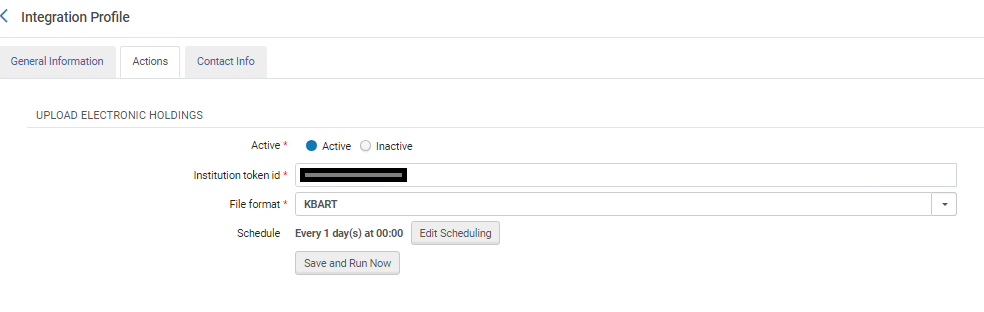 Integration Profile
General Information Actions Contact Info
UPLOAD ELECTRONIC HOLDINGS
Active * Active Inactive
Institution token id *
File format * KBART
Schedule Every 1 day(s) at 00:00 Edit Scheduling
Save and Run Now